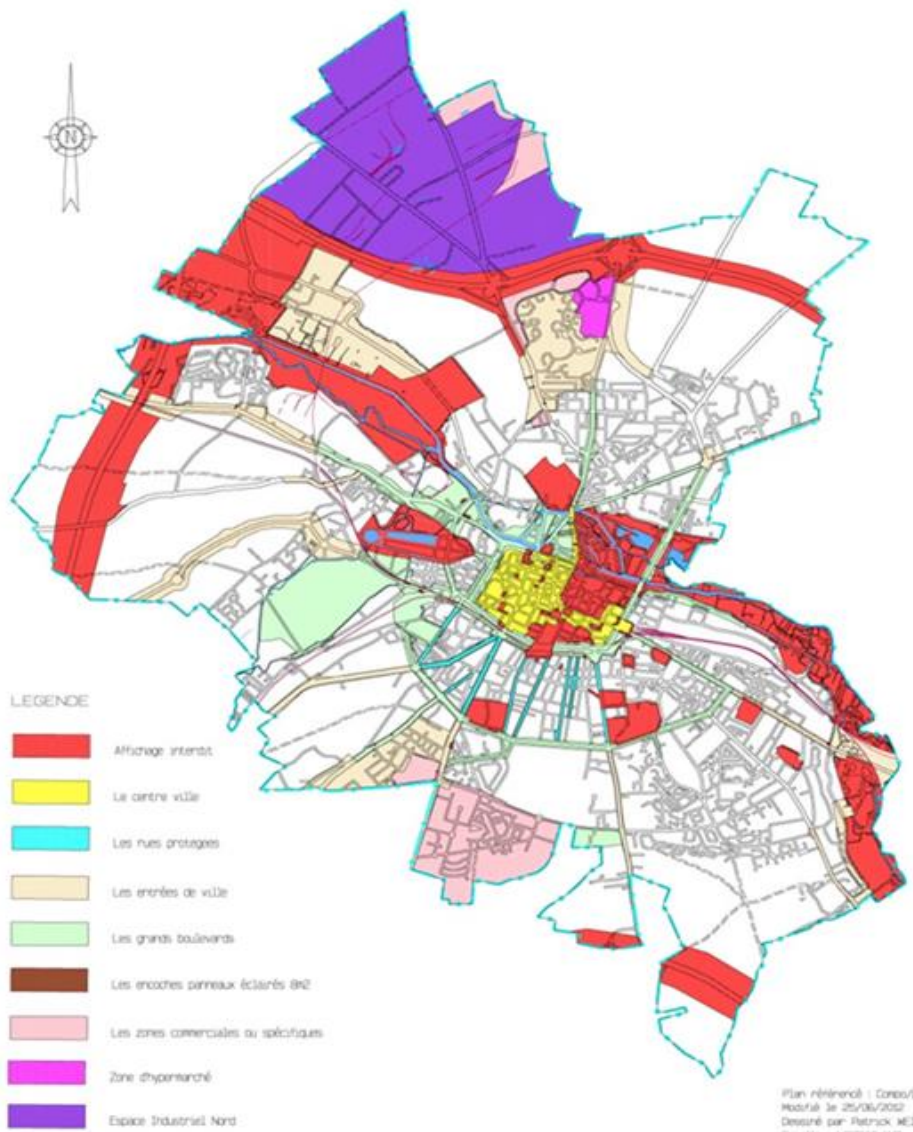 N
LEGENDE
Affichage interdit
Le centre ville
Les rues protegees
Les entrées de ville
Les grands boulevards
Les encoches panneaux éclairés 8m2
Les zones commerciales ou spécifiques
Zone d'hypermarché
Espace Industriel Nord
Plan référencé : Compo/
Modifié le 25/06/2012
Dessiné par Patrick WE